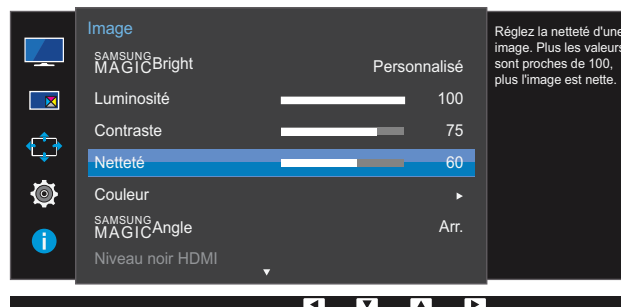 Image
SAMSUNG
MAGICBright Personnalisé
Luminosité 100
Contraste 75
Netteté 60
Couleur
SAMSUNG
MAGICAngle Arr.
Niveau noir HDMI
Réglez la netteté d'une
image. Plus les valeurs
sont proches de 100,
plus l'image est nette.